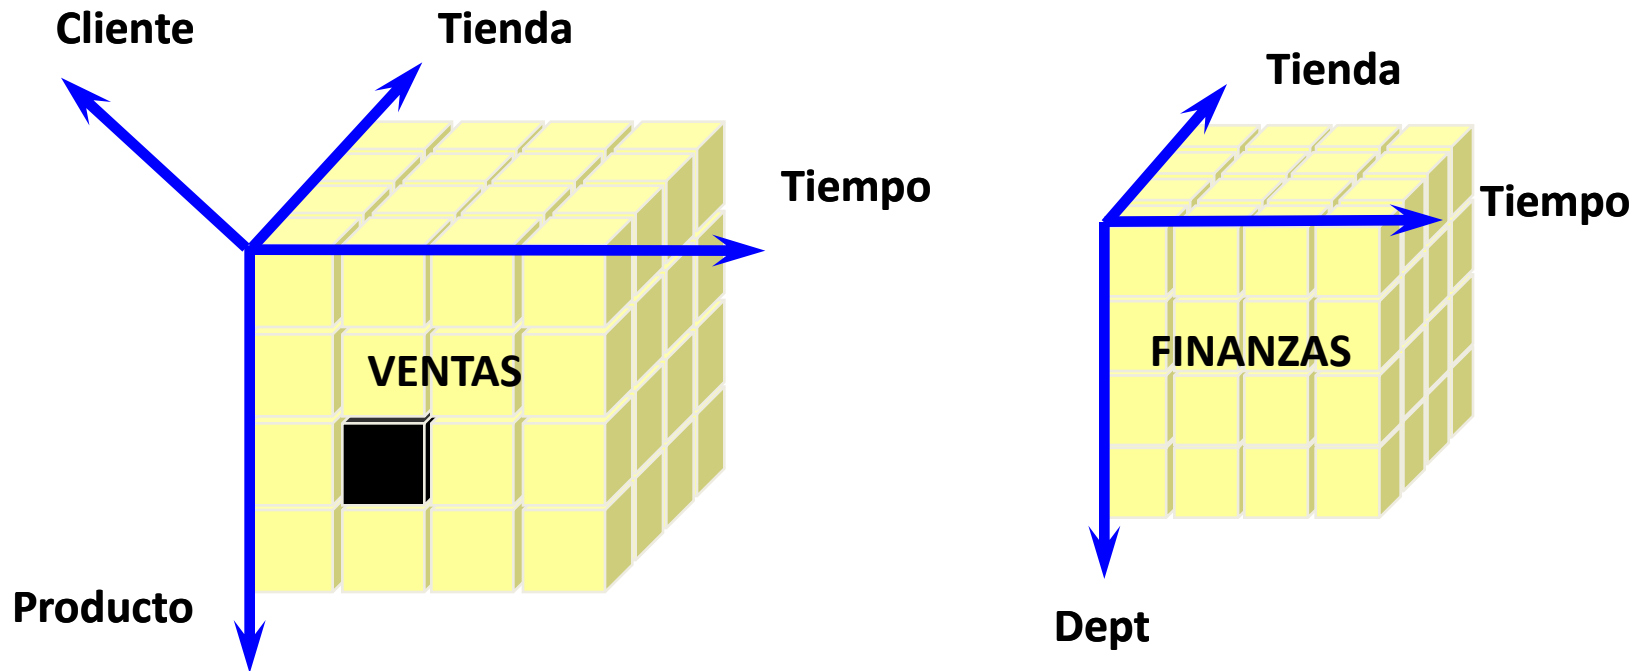 Cliente
Tienda
Tiempo
VENTAS
Producto
Tienda
Tiempo
FINANZAS
Dept